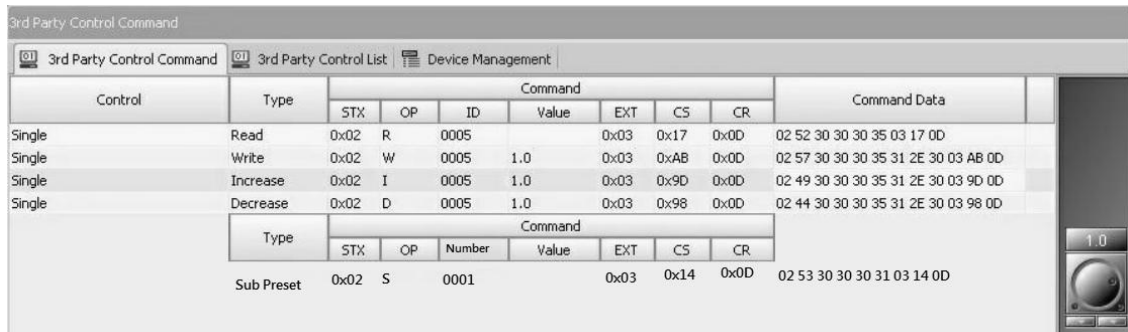 3rd Party Control Command
3rd Party Control Command 3rd Party Control List Device Management
Control Type Command Command Data
STX OP ID Value EXT CS CR
Single Read 0x02 R 0005 0x03 0x17 0x0D 02 52 30 30 30 35 03 17 0D
Single Write 0x02 W 0005 1.0 0x03 0xAB 0x0D 02 57 30 30 30 35 31 2E 30 03 AB 0D
Single Increase 0x02 I 0005 1.0 0x03 0x9D 0x0D 02 49 30 30 30 35 31 2E 30 03 9D 0D
Single Decrease 0x02 D 0005 1.0 0x03 0x98 0x0D 02 44 30 30 30 35 31 2E 30 03 98 0D
Type Command
STX OP Number Value EXT CS CR
1.0
Sub Preset 0x02 S 0001 0x03 0x14 0x0D 02 53 30 30 30 31 03 14 0D